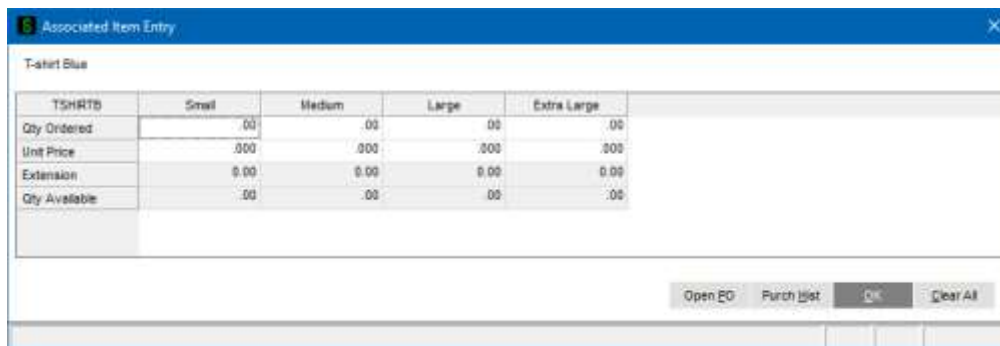 Associated Item Entry
T-shirt Blue
TSHIRTB Small Medium Large Extra Large
Qty Ordered .00 .00 .00 .00
Unit Price .000 .000 .000 .000
Extension 0.00 0.00 0.00 0.00
Qty Available .00 .00 .00 .00
Open PO Purch Hist OK Clear All